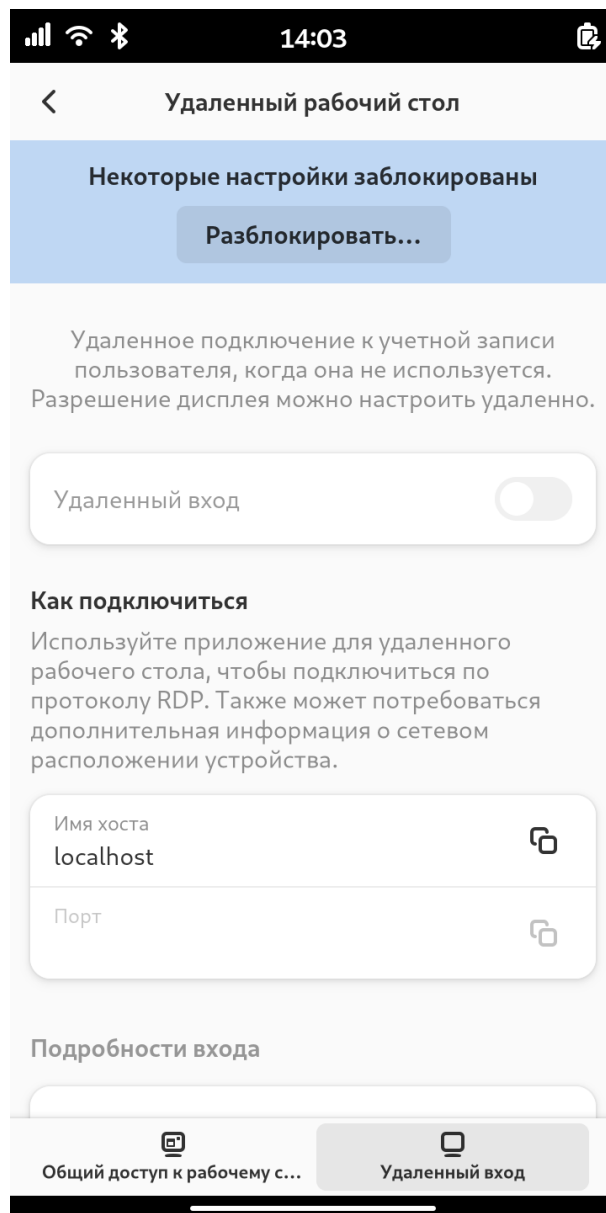 14:03
Удаленный рабочий стол
Некоторые настройки заблокированы
Разблокировать...
Удаленное подключение к учетной записи
пользователя, когда она не используется.
Разрешение дисплея можно настроить удаленно.
Удаленный вход
Как подключиться
Используйте приложение для удаленного
рабочего стола, чтобы подключиться по
протоколу RDP. Также может потребоваться
дополнительная информация о сетевом
расположении устройства.
Имя хоста
localhost
Порт
Подробности входа
Общий доступ к рабочему с...
Удаленный вход